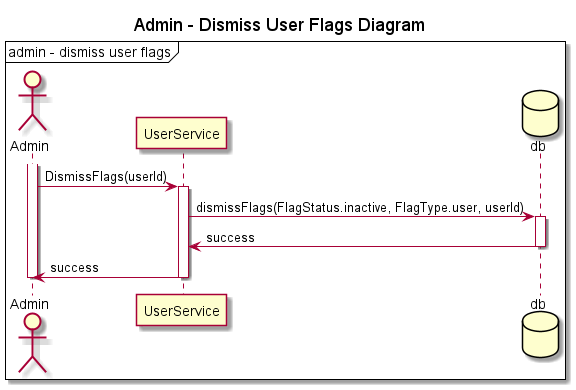 Admin - Dismiss User Flags Diagram
admin - dismiss user flags
Admin
UserService
db
DismissFlags(userId)
dismissFlags(FlagStatus.inactive, FlagType.user, userId)
success
success
Admin
UserService
db